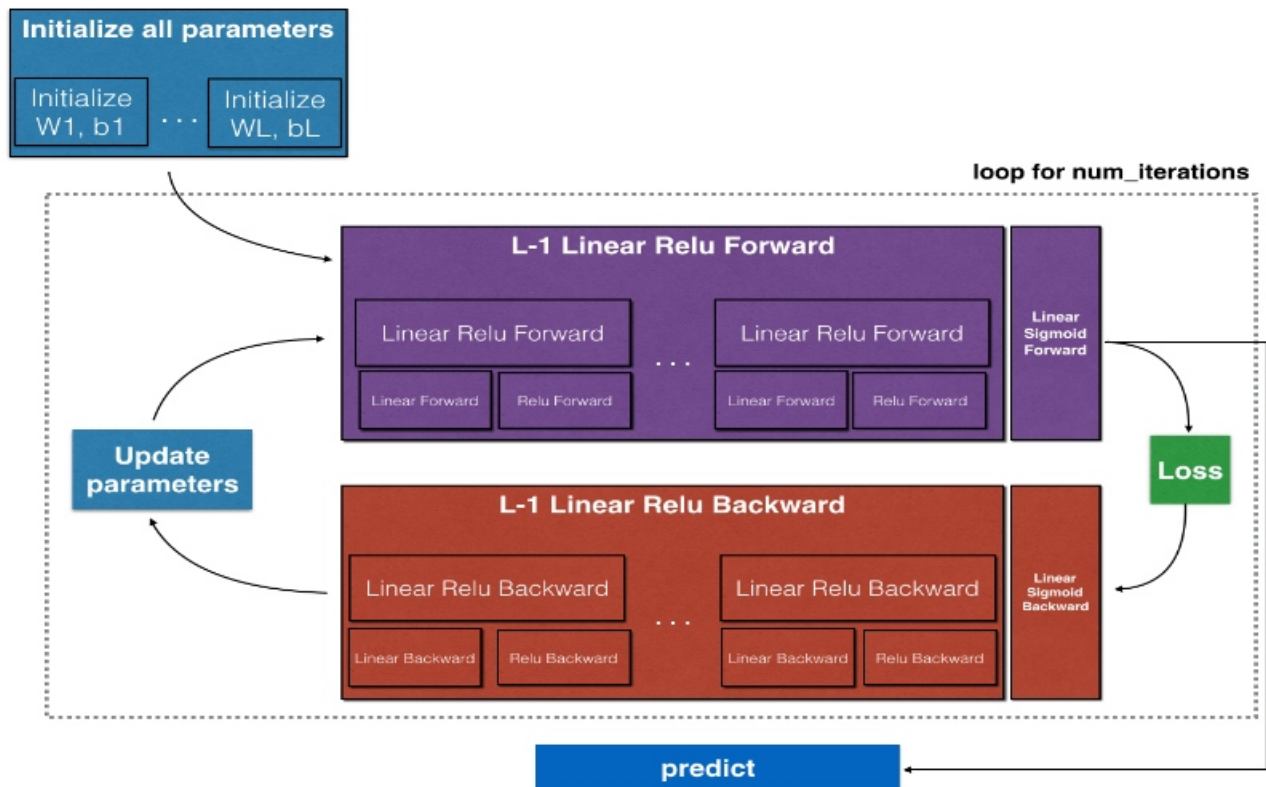 Initialize all parameters
Initialize
W1, b1
. . .
Initialize
WL, bL
loop for num_iterations
L-1 Linear Relu Forward
Linear Relu Forward
Linear Forward
Relu Forward
. . .
Linear Relu Forward
Linear Forward
Relu Forward
Linear
Sigmoid
Forward
Update
parameters
Loss
L-1 Linear Relu Backward
Linear Relu Backward
Linear Backward
Relu Backward
. . .
Linear Relu Backward
Linear Backward
Relu Backward
Linear
Sigmoid
Backward
predict